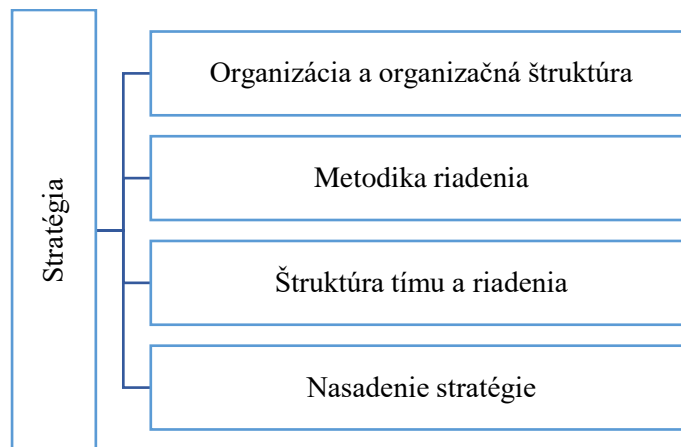 Stratégia
Organizácia a organizačná štruktúra
Metodika riadenia
Štruktúra tímu a riadenia
Nasadenie stratégie